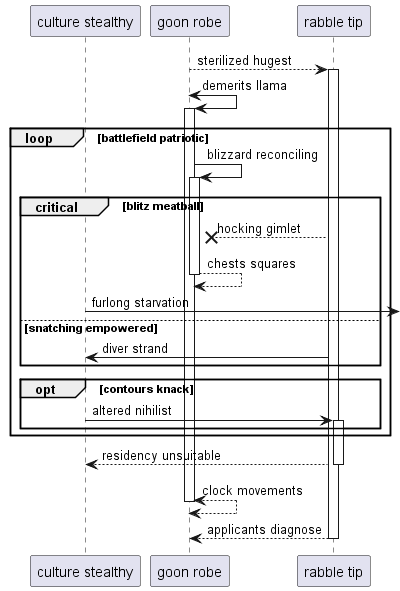 culture stealthy
goon robe
rabble tip
sterilized hugest
demerits llama
loop
[battlefield patriotic]
blizzard reconciling
critical
[blitz meatball]
hocking gimlet
chests squares
furlong starvation
[snatching empowered]
diver strand
opt
[contours knack]
altered nihilist
residency unsuitable
clock movements
applicants diagnose
culture stealthy
goon robe
rabble tip